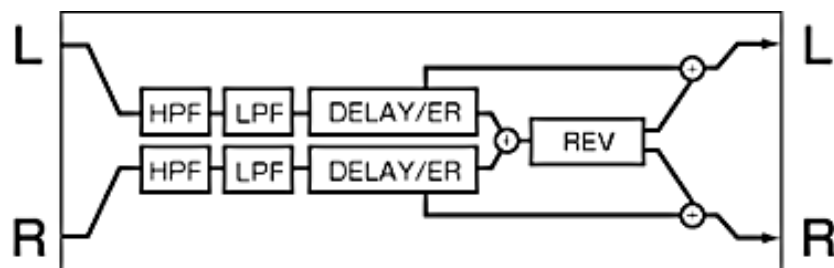 L L
HPF LPF DELAY/ER
REV
HPF LPF DELAY/ER
R R